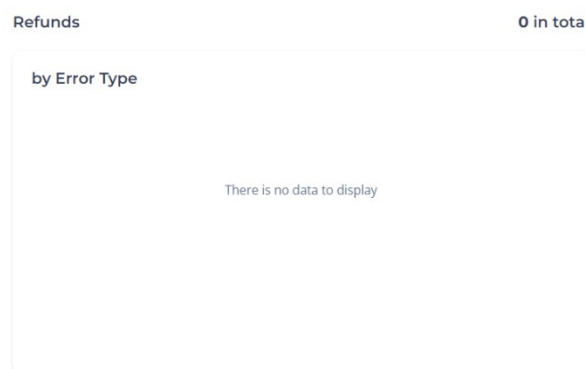 Refunds
0 in tota
by Error Type
There is no data to display